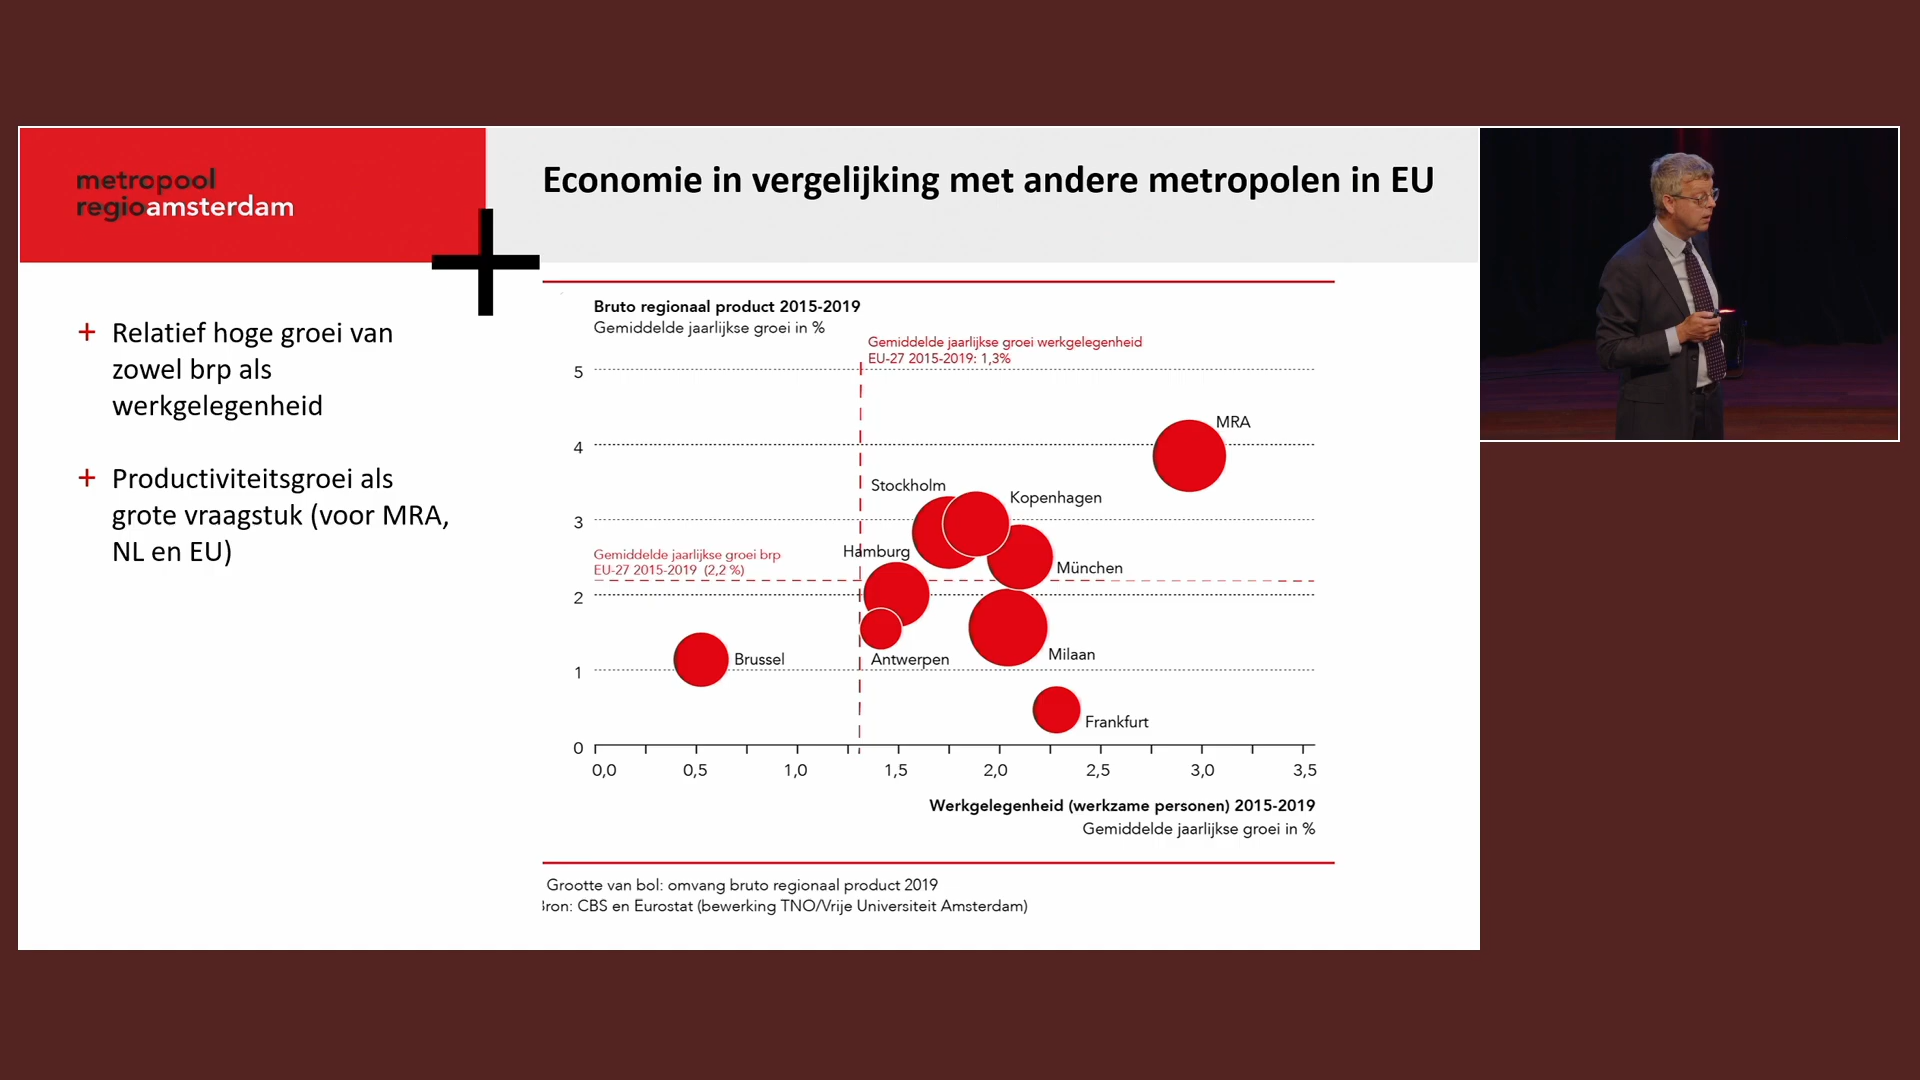 metropool
regioamsterdam
Economie in vergelijking met andere metropolen in EU
+ Relatief hoge groei van
zowel brp als
werkgelegenheid
+ Productiviteitsgroei als
grote vraagstuk (voor MRA,
NL en EU)
Bruto regionaal product 2015-2019
Gemiddelde jaarlijkse groei in %
Gemiddelde jaarlijkse groei werkgelegenheid
EU-27 2015-2019: 1,3%
5
MRA
4
Stockholm
Kopenhagen
3
Hamburg
Gemiddelde jaarlijkse groei brp
EU-27 2015-2019 (2,2 %)
München
2
Milaan
Brussel
Antwerpen
1
Frankfurt
0
0,0 0,5 1,0 1,5 2,0 2,5 3,0 3,5
Werkgelegenheid (werkzame personen) 2015-2019
Gemiddelde jaarlijkse groei in %
Grootte van bol: omvang bruto regionaal product 2019
ron: CBS en Eurostat (bewerking TNO/Vrije Universiteit Amsterdam)